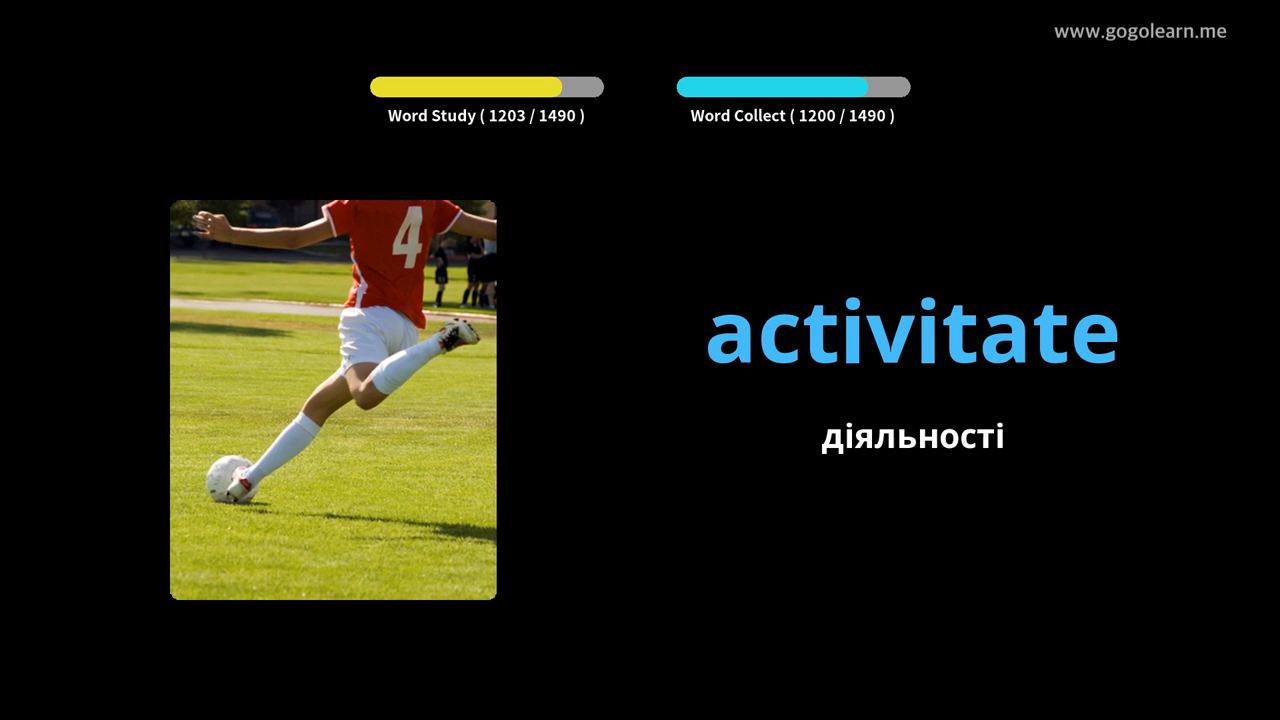 www.gogolearn.me
Word Study ( 1203 / 1490 )
Word Collect ( 1200 / 1490 )
4
activitate
діяльності